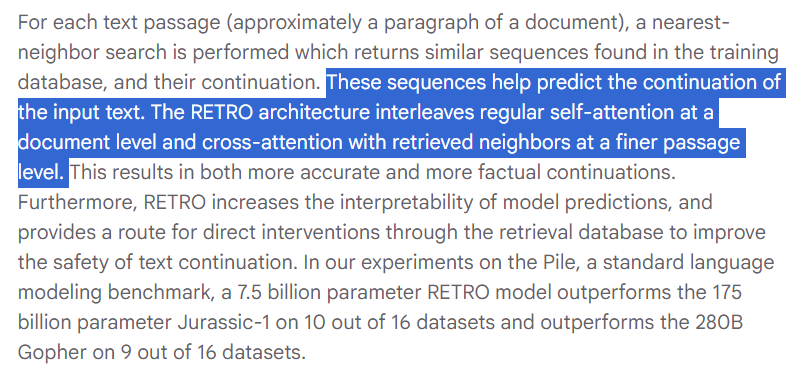 For each text passage (approximately a paragraph of a document), a nearest-
neighbor search is performed which returns similar sequences found in the training
database, and their continuation. These sequences help predict the continuation of
the input text. The RETRO architecture interleaves regular self-attention at a
document level and cross-attention with retrieved neighbors at a finer passage
level. This results in both more accurate and more factual continuations.
Furthermore, RETRO increases the interpretability of model predictions, and
provides a route for direct interventions through the retrieval database to improve
the safety of text continuation. In our experiments on the Pile, a standard language
modeling benchmark, a 7.5 billion parameter RETRO model outperforms the 175
billion parameter Jurassic-1 on 10 out of 16 datasets and outperforms the 280B
Gopher on 9 out of 16 datasets.